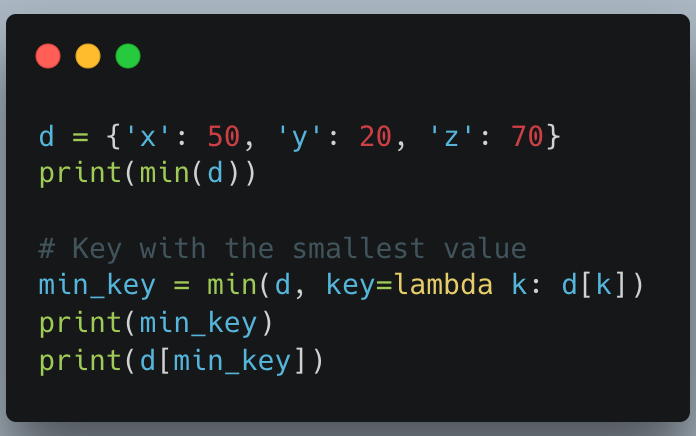 d = {'x': 50, 'y': 20, 'z': 70}
print(min(d))

# Key with the smallest value
min_key = min(d, key=lambda k: d[k])
print(min_key)
print(d[min_key])